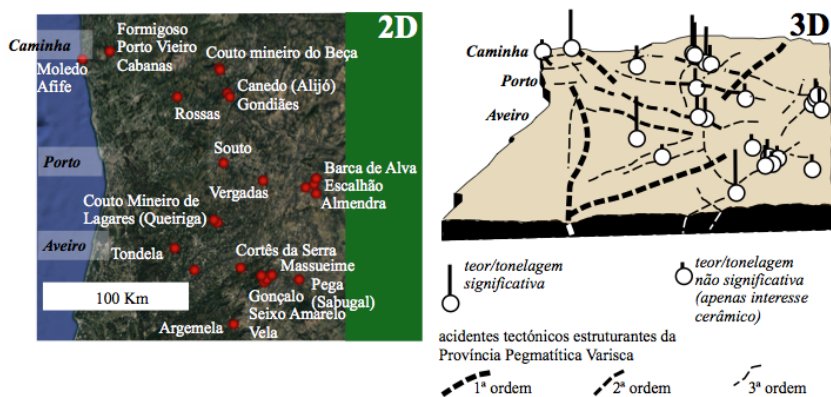 2D
Caminha
Formigoso
Porto Vieiro
Cabanas
Moledo
Afife
Couto mineiro do Beça
Canedo (Alijó)
Gondiães
Rossas
Souto
Porto
Vergadas
Barca de Alva
Escalhão
Almendra
Couto Mineiro de
Lagares (Queiriga)
Aveiro
Tondela
Cortês da Serra
Massueime
Pega
(Sabugal)
100 Km
Gonçalo
Seixo Amarelo
Vela
Argemela
3D
Caminha
Porto
Aveiro
teor/tonelagem
significativa
teor/tonelagem
não significativa
(apenas interesse
cerâmico)
acidentes tectónicos estruturantes da
Província Pegmatítica Varisca
1ª ordem
2ª ordem
3ª ordem